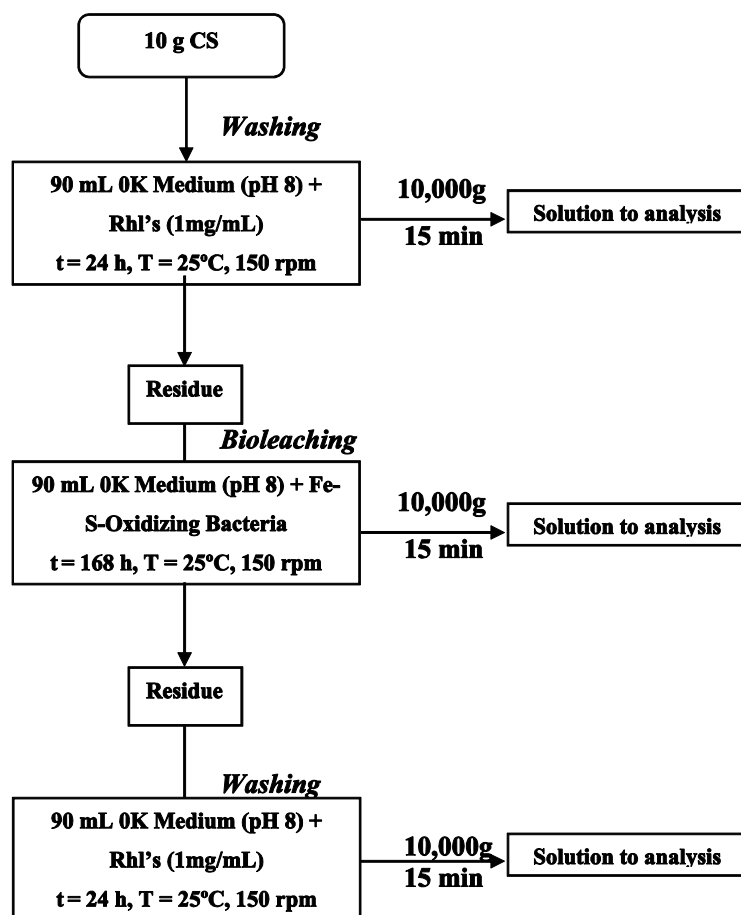 10 g CS
Washing
90 mL 0K Medium (pH 8) +
Rhl's (1mg/mL)
t = 24 h, T = 25ºC, 150 rpm
10,000g
15 min
Solution to analysis
Residue
Bioleaching
90 mL 0K Medium (pH 8) + Fe-
S-Oxidizing Bacteria
t = 168 h, T = 25ºC, 150 rpm
10,000g
15 min
Solution to analysis
Residue
Washing
90 mL 0K Medium (pH 8) +
Rhl's (1mg/mL)
t = 24 h, T = 25ºC, 150 rpm
10,000g
15 min
Solution to analysis